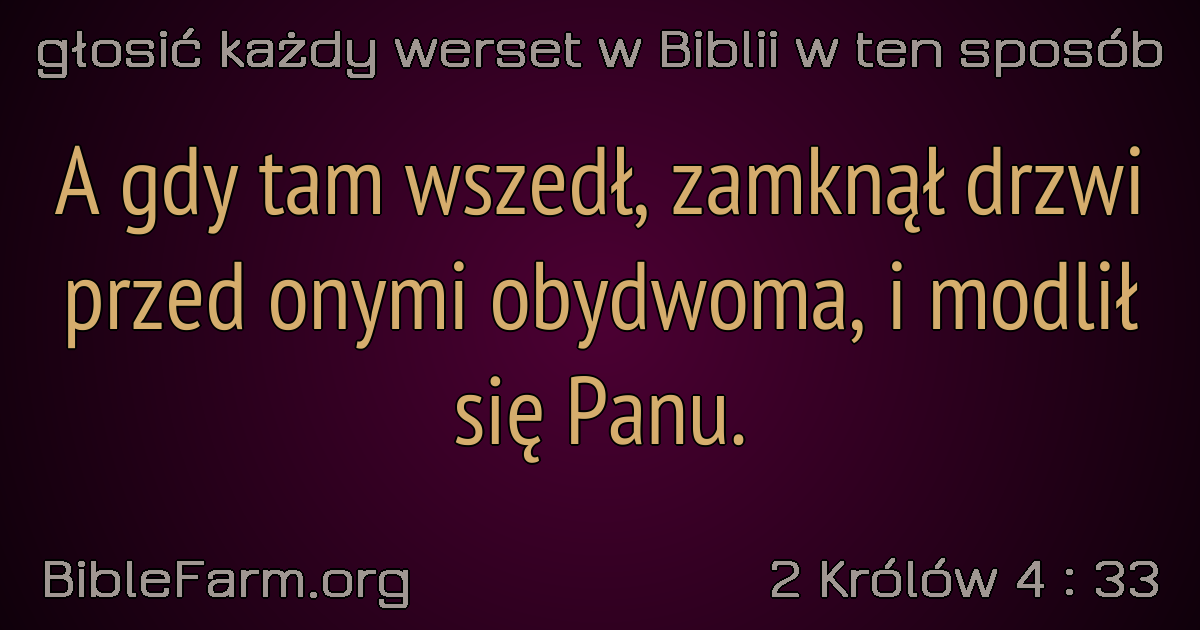 głosić każdy werset w Biblii w ten sposób
A gdy tam wszedł, zamknął drzwi
przed onymi obydwoma, i modlił
się Panu.
BibleFarm.org
2 Królów 4 : 33